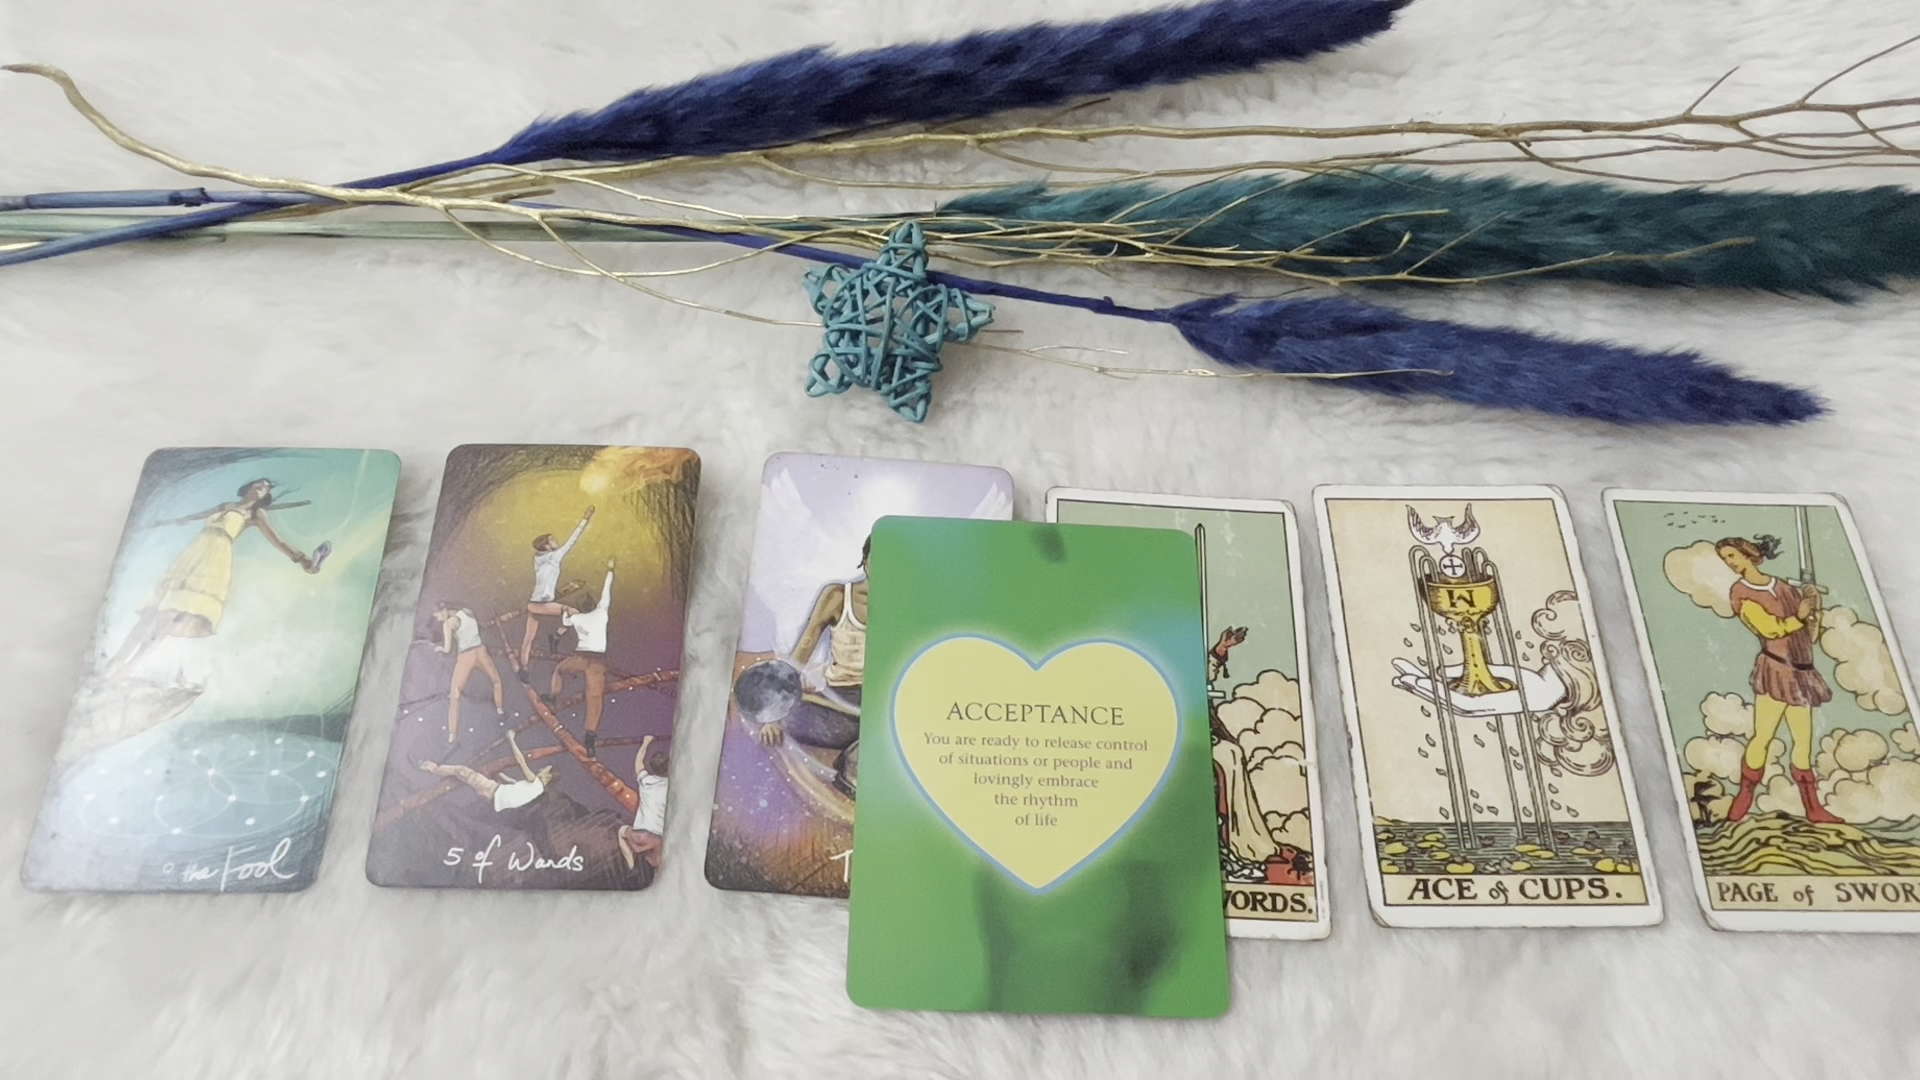 0 the Fool
5 of Wands
ACCEPTANCE
You are ready to release control
of situations or people and
lovingly embrace
the rhythm
of life
ACE of CUPS.
PAGE of SWOR